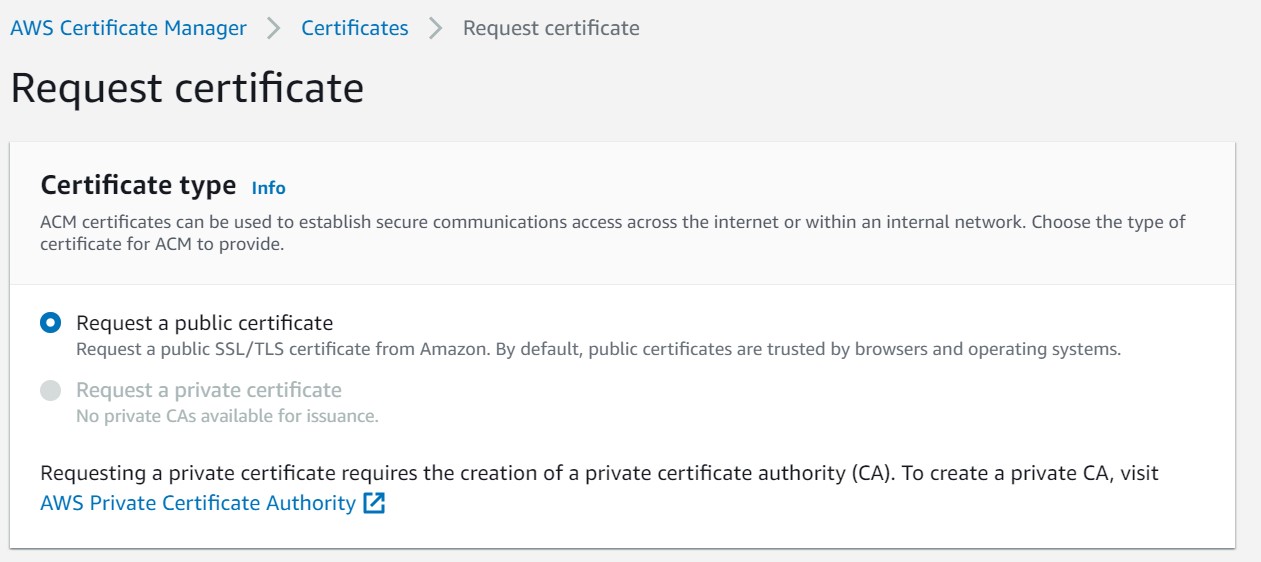 AWS Certificate Manager > Certificates > Request certificate
Request certificate
Certificate type Info
ACM certificates can be used to establish secure communications access across the internet or within an internal network. Choose the type of
certificate for ACM to provide.
Request a public certificate
Request a public SSL/TLS certificate from Amazon. By default, public certificates are trusted by browsers and operating systems.
Request a private certificate
No private CAs available for issuance.
Requesting a private certificate requires the creation of a private certificate authority (CA). To create a private CA, visit
AWS Private Certificate Authority